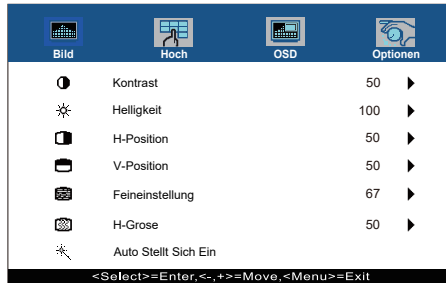 Bild Hoch OSD Optionen
Kontrast 50
Helligkeit 100
H-Position 50
V-Position 50
Feineinstellung 67
H-Grose 50
Auto Stellt Sich Ein
<Select>=Enter,<-,+>=Move,<Menu>=Exit